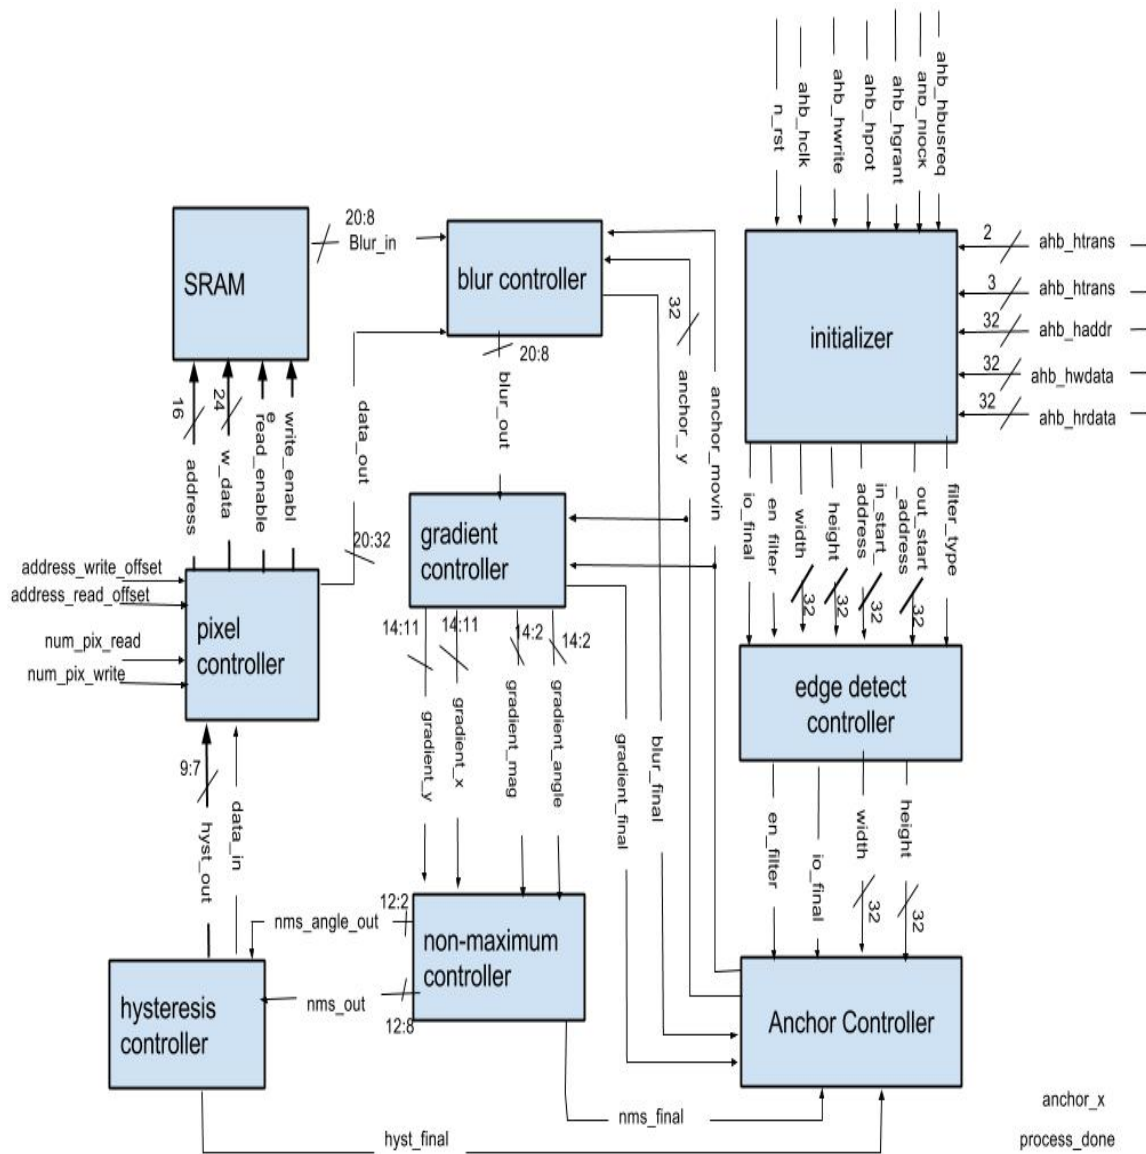 n_rst
ahb_hclk
ahb_hwrite
ahb_hprot
ahb_hgrant
ahb_hlock
ahb_hbusreq
20:8
Blur_in
SRAM
blur controller
initializer
2
ahb_htrans
3
ahb_htrans
32
ahb_haddr
32
ahb_hwdata
32
ahb_hrdata
32
20:8
16
address
24
w_data
read_enable
e
write_enabl
data_out
20:32
blur_out
anchor_y
anchor_movin
io_final
en_filter
width
32
height
32
in_start_
address
32
out_start
_address
32
filter_type
address_write_offset
address_read_offset
num_pix_read
num_pix_write
pixel
controller
gradient
controller
14:11
14:11
14:2
14:2
gradient_y
gradient_x
gradient_mag
gradient_angle
gradient_final
blur_final
edge detect
controller
en_filter
io_final
width
32
height
32
9:7
hyst_out
data_in
12:2
nms_angle_out
non-maximum
controller
nms_out
12:8
hysteresis
controller
Anchor Controller
nms_final
hyst_final
anchor_x
process_done